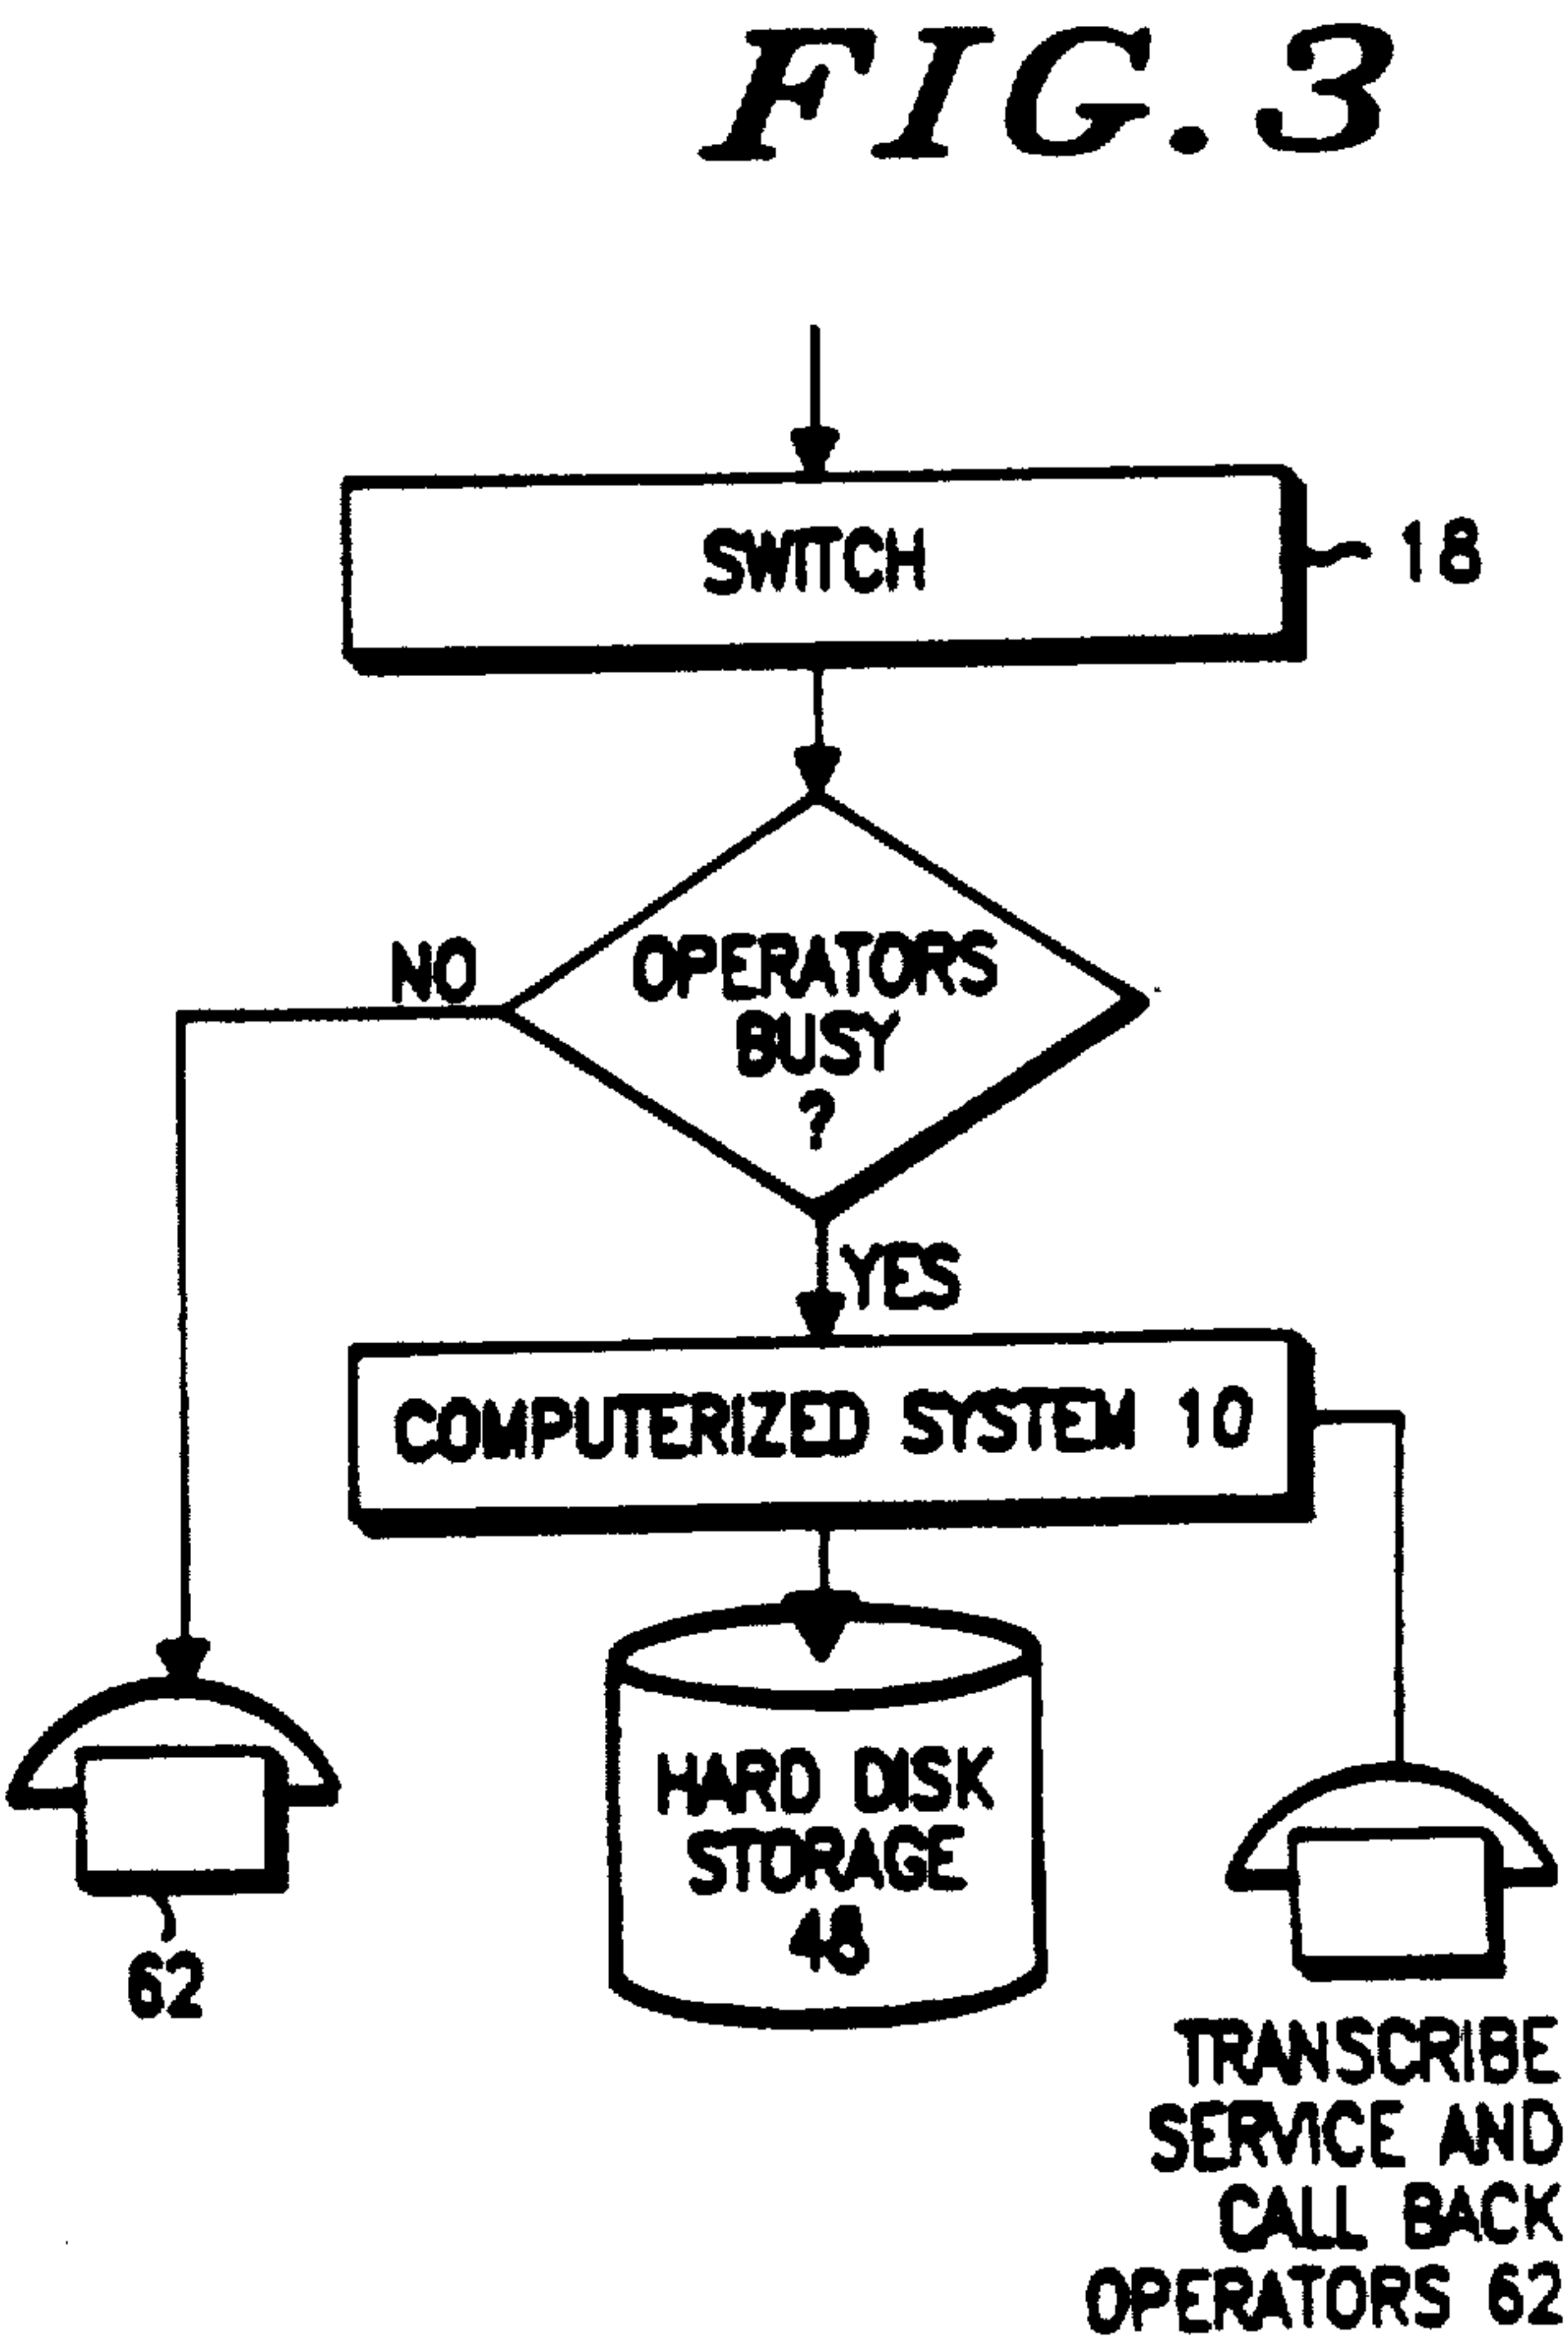 FIG. 3
SWITCH
18
NO
OPERATORS
BUSY
?
YES
COMPUTERIZED SYSTEM 10
HARD DISK
STORAGE
48
62
TRANSCRIBE
SERVICE AND
CALL BACK
OPERATORS 62